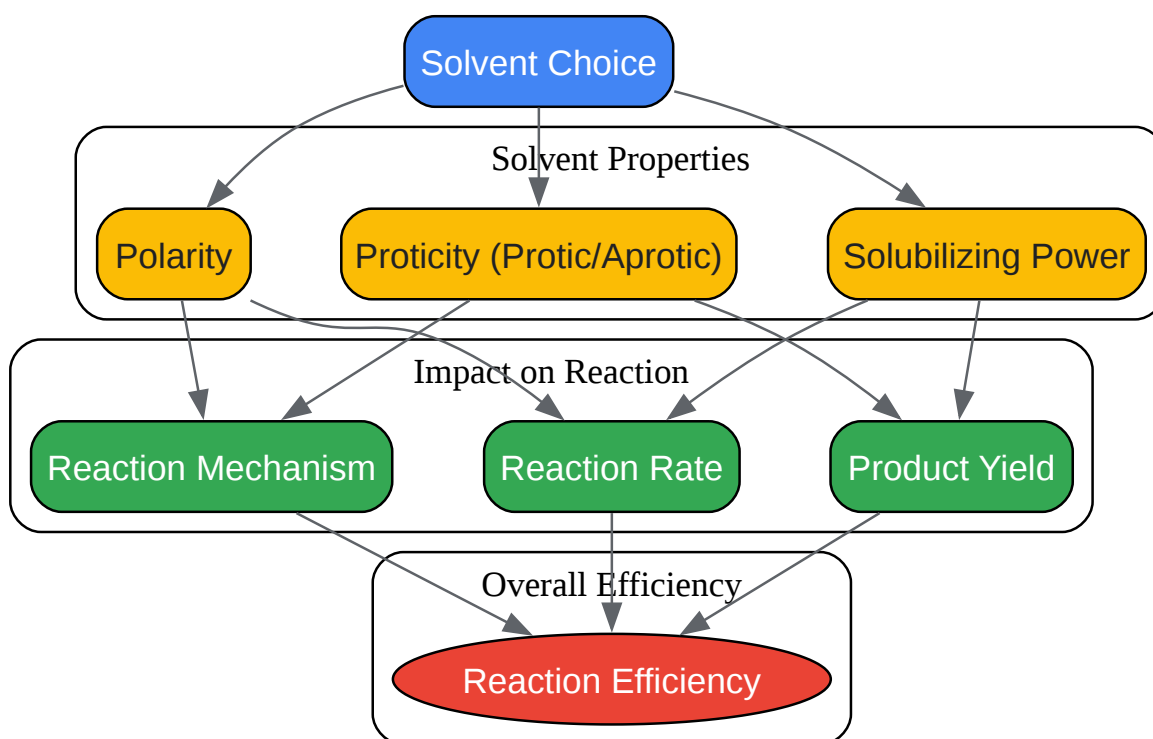 Solvent Choice
Solvent Properties
Polarity
Proticity (Protic/Aprotic)
Solubilizing Power
Impact on Reaction
Reaction Mechanism
Reaction Rate
Product Yield
Overall Efficiency
Reaction Efficiency